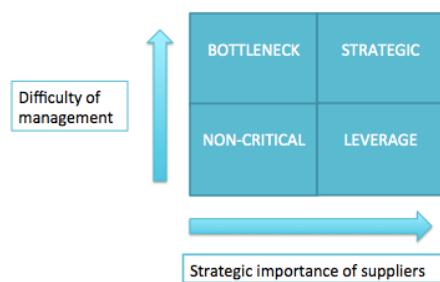 BOTTLENECK
STRATEGIC
Difficulty of
management
NON-CRITICAL
LEVERAGE
Strategic importance of suppliers